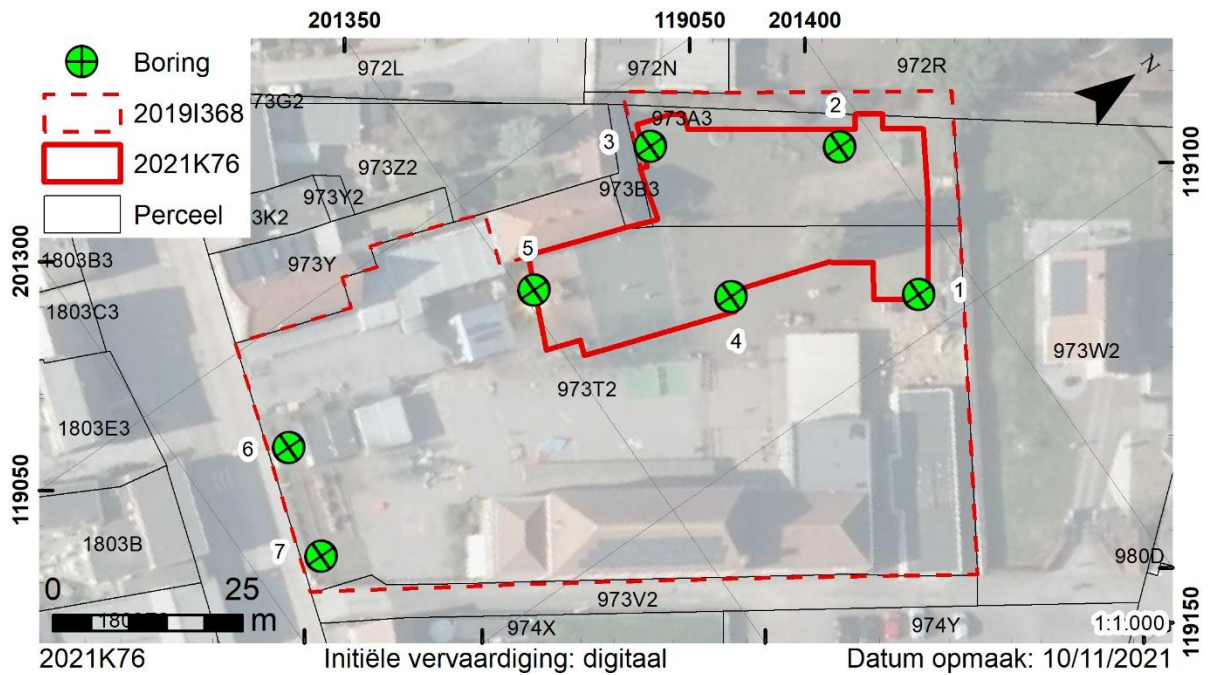 201350 119050 201400
Boring
2019I368
2021K76
Perceel
972L 972N 972R
73G2 973A3 2
3
119100
973Z2
973B3
973Y2
3K2
5
1803B3 973Y
201300
1
1803C3
4
973W2
973T2
1803E3
6
119050
1803B
7
980D
0 25
m
973V2
974X 974Y
1:1.000
119150
2021K76 Initiële vervaardiging: digitaal Datum opmaak: 10/11/2021
N